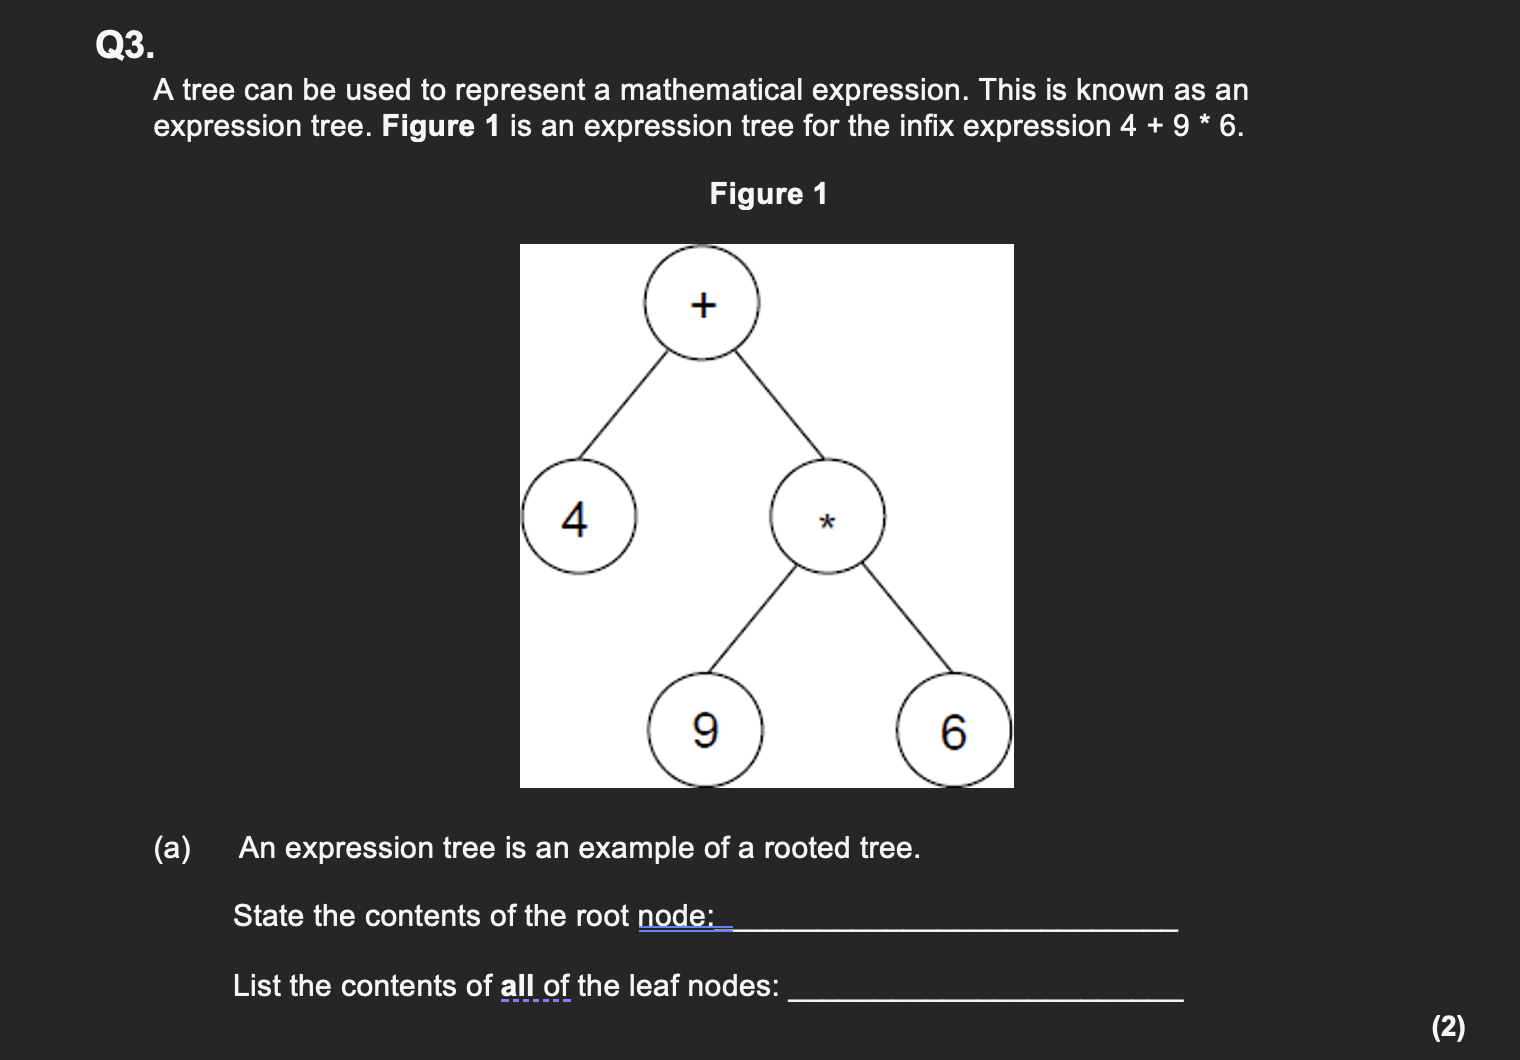 Q3.
A tree can be used to represent a mathematical expression. This is known as an
expression tree. Figure 1 is an expression tree for the infix expression 4 + 9 * 6.
Figure 1
+
4
*
9
6
(a) An expression tree is an example of a rooted tree.
State the contents of the root node:
List the contents of all of the leaf nodes:
(2)